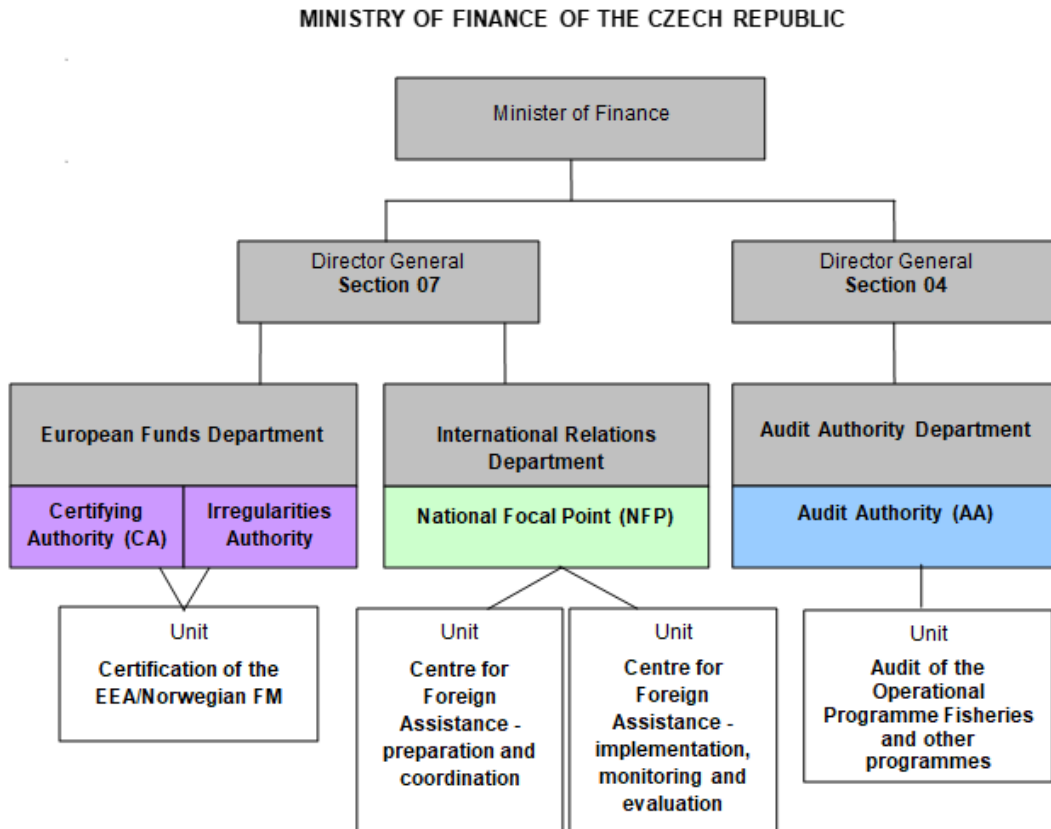 MINISTRY OF FINANCE OF THE CZECH REPUBLIC
Minister of Finance
Director General
Section 07
Director General
Section 04
European Funds Department
International Relations
Department
Audit Authority Department
Certifying
Authority (CA)
Irregularities
Authority
National Focal Point (NFP)
Audit Authority (AA)
Unit
Certification of the
EEA/Norwegian FM
Unit
Centre for
Foreign
Assistance -
preparation and
coordination
Unit
Centre for
Foreign
Assistance -
implementation,
monitoring and
evaluation
Unit
Audit of the
Operational
Programme Fisheries
and other
programmes